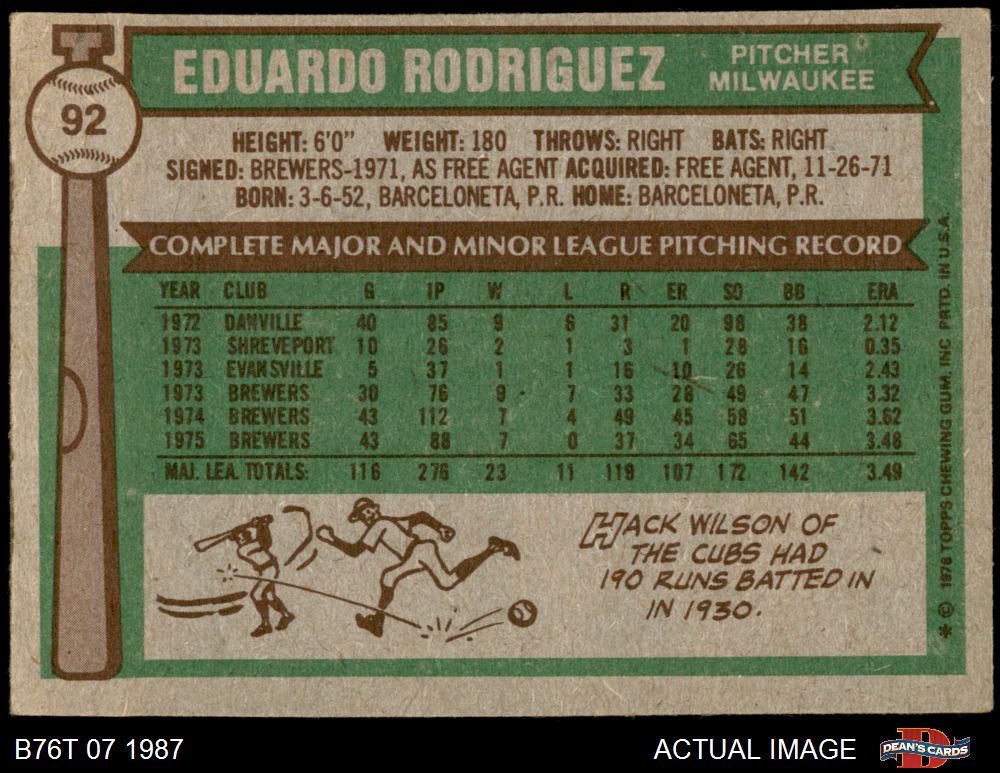 92
EDUARDO RODRIGUEZ
PITCHER
MILWAUKEE
HEIGHT: 6'0" WEIGHT: 180 THROWS: RIGHT BATS: RIGHT
SIGNED: BREWERS-1971, AS FREE AGENT ACQUIRED: FREE AGENT, 11-26-71
BORN: 3-6-52, BARCELONETA, P.R. HOME: BARCELONETA, P.R.
COMPLETE MAJOR AND MINOR LEAGUE PITCHING RECORD
YEAR CLUB G IP W L R ER SO BB ERA
1972 DANVILLE 40 85 9 6 31 20 98 38 2.12
1973 SHREVEPORT 10 26 2 1 3 1 28 16 0.35
1973 EVANSVILLE 5 37 1 1 16 10 26 14 2.43
1973 BREWERS 30 76 9 7 33 28 49 47 3.32
1974 BREWERS 43 112 7 4 49 45 58 51 3.62
1975 BREWERS 43 88 7 0 37 34 65 44 3.48
MAJ. LEA. TOTALS: 116 276 23 11 119 107 172 142 3.49
HACK WILSON OF
THE CUBS HAD
190 RUNS BATTED IN
IN 1930.
* © 1976 TOPPS CHEWING GUM, INC PRTD. IN U.S.A.
B76T 07 1987
ACTUAL IMAGE
DEAN'S CARDS